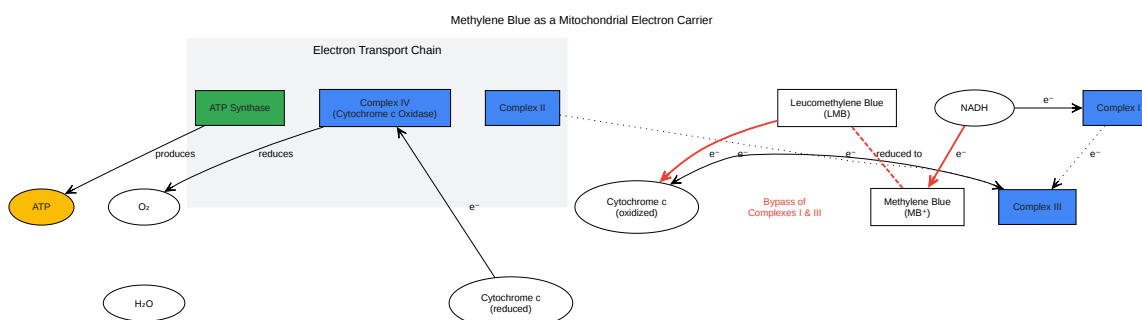 Methylene Blue as a Mitochondrial Electron Carrier
Electron Transport Chain
ATP Synthase
Complex IV
(Cytochrome c Oxidase)
Complex II
Leucomethylene Blue
(LMB)
NADH
e⁻
Complex I
produces
reduces
e⁻
e⁻
e⁻
reduced to
e⁻
e⁻
ATP
O₂
e⁻
Cytochrome c
(oxidized)
Bypass of
Complexes I & III
Methylene Blue
(MB⁺)
Complex III
H₂O
Cytochrome c
(reduced)